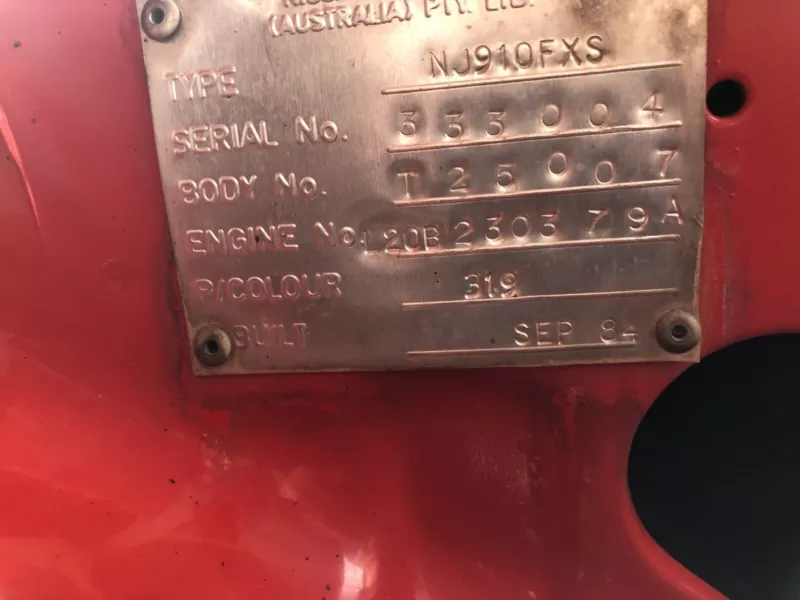 (AUSTRALIA) PTY. LTD.
TYPE NJ910FXS
SERIAL No. 333004
BODY No. T25007
ENGINE No. L20B230379A
P/COLOUR 319
BUILT SEP 84